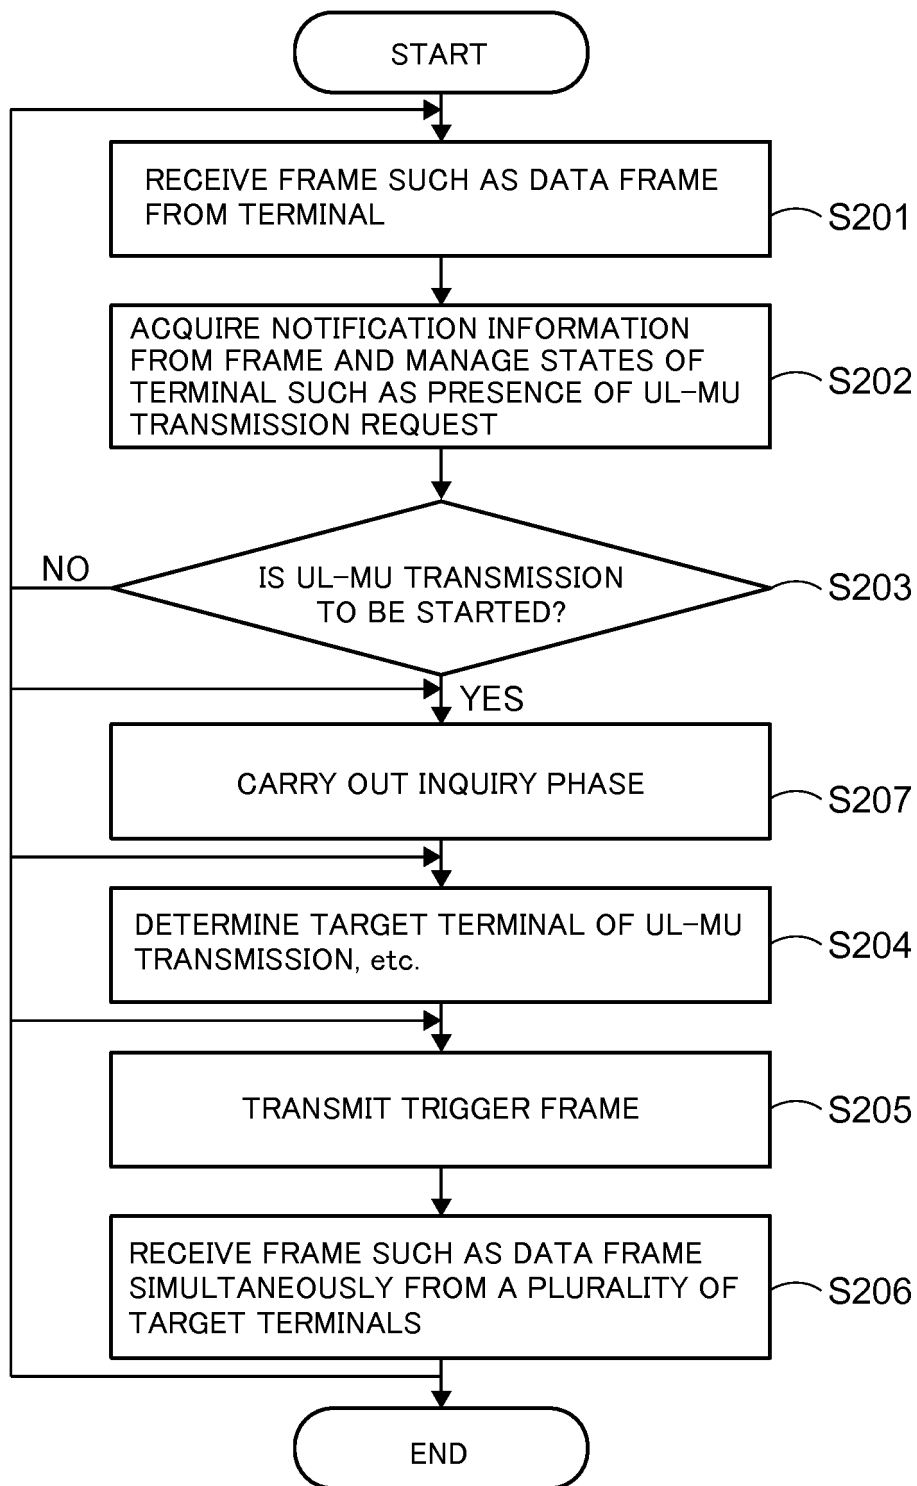 START
RECEIVE FRAME SUCH AS DATA FRAME
FROM TERMINAL
S201
ACQUIRE NOTIFICATION INFORMATION
FROM FRAME AND MANAGE STATES OF
TERMINAL SUCH AS PRESENCE OF UL-MU
TRANSMISSION REQUEST
S202
NO
IS UL-MU TRANSMISSION
TO BE STARTED?
S203
YES
CARRY OUT INQUIRY PHASE
S207
DETERMINE TARGET TERMINAL OF UL-MU
TRANSMISSION, etc.
S204
TRANSMIT TRIGGER FRAME
S205
RECEIVE FRAME SUCH AS DATA FRAME
SIMULTANEOUSLY FROM A PLURALITY OF
TARGET TERMINALS
S206
END